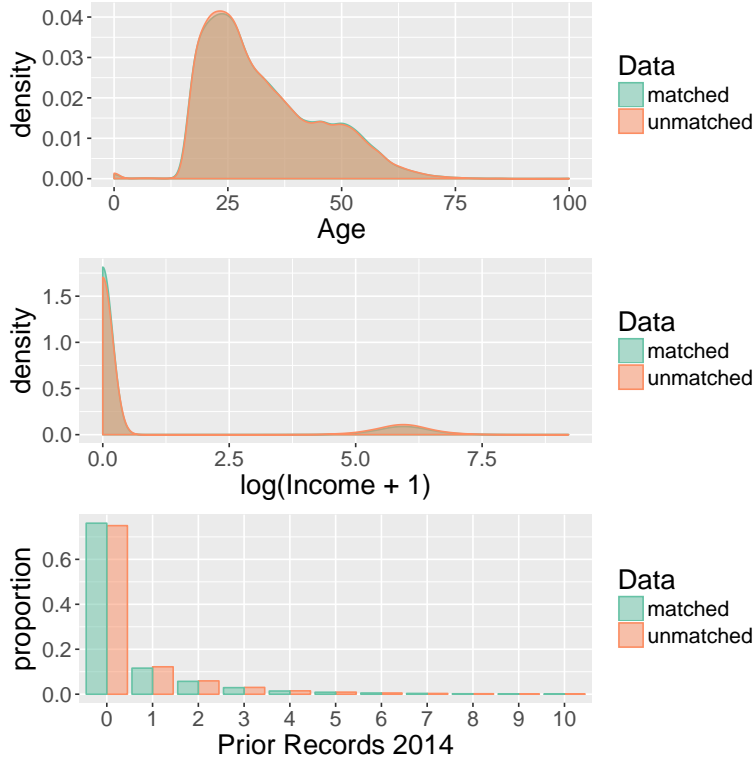 0.04
0.03
0.02
0.01
0.00
density
0
25
50
75
100
Age
Data
matched
unmatched
1.5
1.0
0.5
0.0
density
0.0
2.5
5.0
7.5
log(Income + 1)
Data
matched
unmatched
0.6
0.4
0.2
0.0
proportion
0
1
2
3
4
5
6
7
8
9
10
Prior Records 2014
Data
matched
unmatched